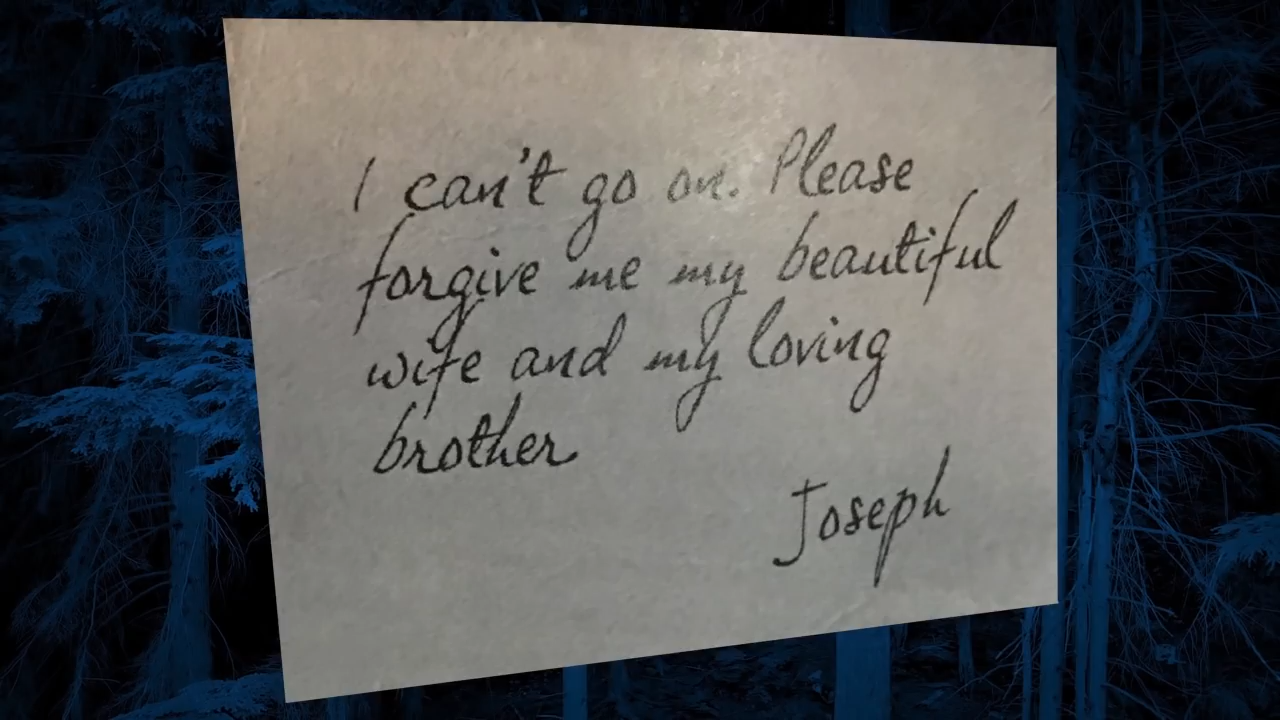 I can't go on. Please
forgive me my beautiful
wife and my loving
brother
Joseph